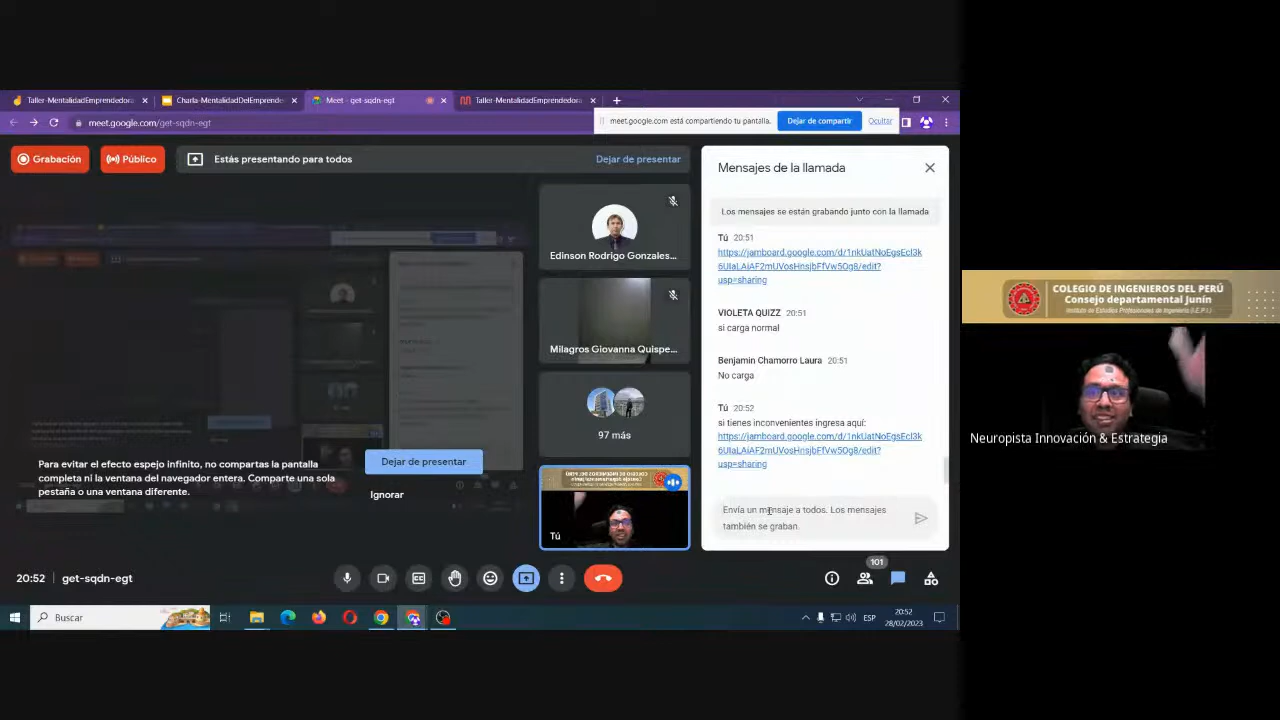 Taller-MentalidadEmprendedora
Charla-MentalidadDelEmprende
Meet - get-sqdn-egt
Taller-MentalidadEmprendedora
meet.google.com/get-sqdn-egt
meet.google.com está compartiendo tu pantalla.
Dejar de compartir
Ocultar
Grabación
Público
Estás presentando para todos
Dejar de presentar
Mensajes de la llamada
Los mensajes se están grabando junto con la llamada
Tú 20:51
https://jamboard.google.com/d/1nkUatNoEgsEcl3k
6UIaLAiAF2mUVosHnsjbFfVw5Og8/edit?
usp=sharing
VIOLETA QUIZZ 20:51
si carga normal
Benjamin Chamorro Laura 20:51
No carga
Tú 20:52
si tienes inconvenientes ingresa aquí:
https://jamboard.google.com/d/1nkUatNoEgsEcl3k
6UIaLAiAF2mUVosHnsjbFfVw5Og8/edit?
usp=sharing
Envía un mensaje a todos. Los mensajes
también se graban.
Edinson Rodrigo Gonzales...
Milagros Giovanna Quispe...
97 más
Tú
Para evitar el efecto espejo infinito, no compartas la pantalla
completa ni la ventana del navegador entera. Comparte una sola
pestaña o una ventana diferente.
Dejar de presentar
Ignorar
20:52
get-sqdn-egt
101
Buscar
ESP
20:52
28/02/2023
COLEGIO DE INGENIEROS DEL PERÚ
Consejo departamental Junín
Instituto de Estudios Profesionales de Ingeniería (I.E.P.I.)
Neuropista Innovación & Estrategia